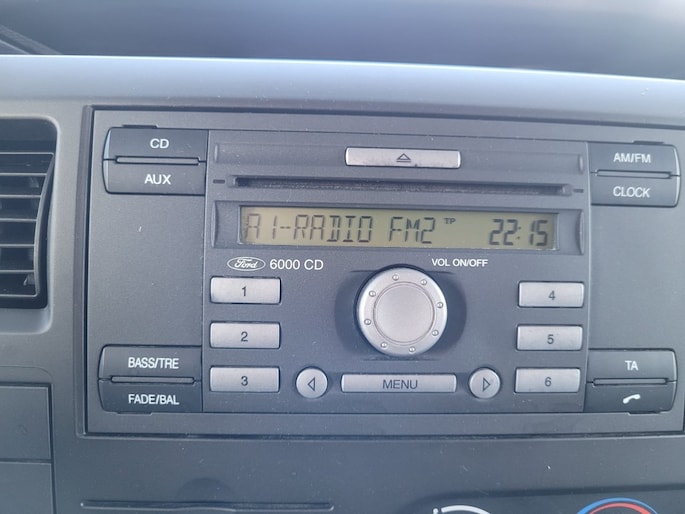 CD
AUX
AM/FM
CLOCK
A1-RADIO FM2 TP 22:15
Ford 6000 CD
VOL ON/OFF
1
4
2
5
BASS/TRE
TA
3
MENU
6
FADE/BAL